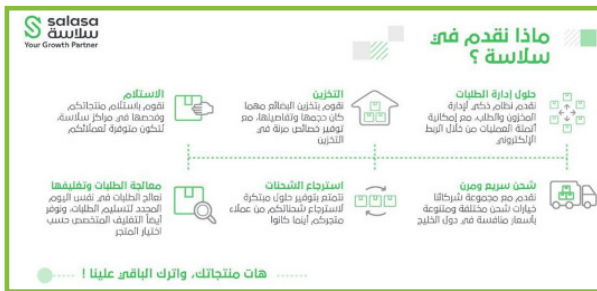 salasa
سلاسة
Your Growth Partner
ماذا نقدم في
سلاسة ؟
حلول إدارة الطلبات
نقدم نظام ذكي لإدارة
المخزون والطلب، مع إمكانية
أتمتة العمليات من خلال الربط
الإلكتروني
التخزين
نقوم بتخزين البضائع مهما
كان حجمها وتفاصيلها، مع
توفير خصائص مرنة في
التخزين
الاستلام
نقوم باستلام منتجاتكم
وفحصها في مراكز سلاسة،
لتكون متوفرة لعملائكم
شحن سريع ومرن
نقدم مع مجموعة شركائنا
خيارات شحن مختلفة ومتنوعة
بأسعار منافسة في دول الخليج
استرجاع الشحنات
نتمتع بتوفير حلول مبتكرة
لاسترجاع شحناتكم من عملاء
متجركم أينما كانوا
معالجة الطلبات وتغليفها
نعالج الطلبات في نفس اليوم
المحدد لتسليم الطلبات، ونوفر
أيضاً التغليف المتخصص حسب
اختيار المتجر
هات منتجاتك، واترك الباقي علينا !